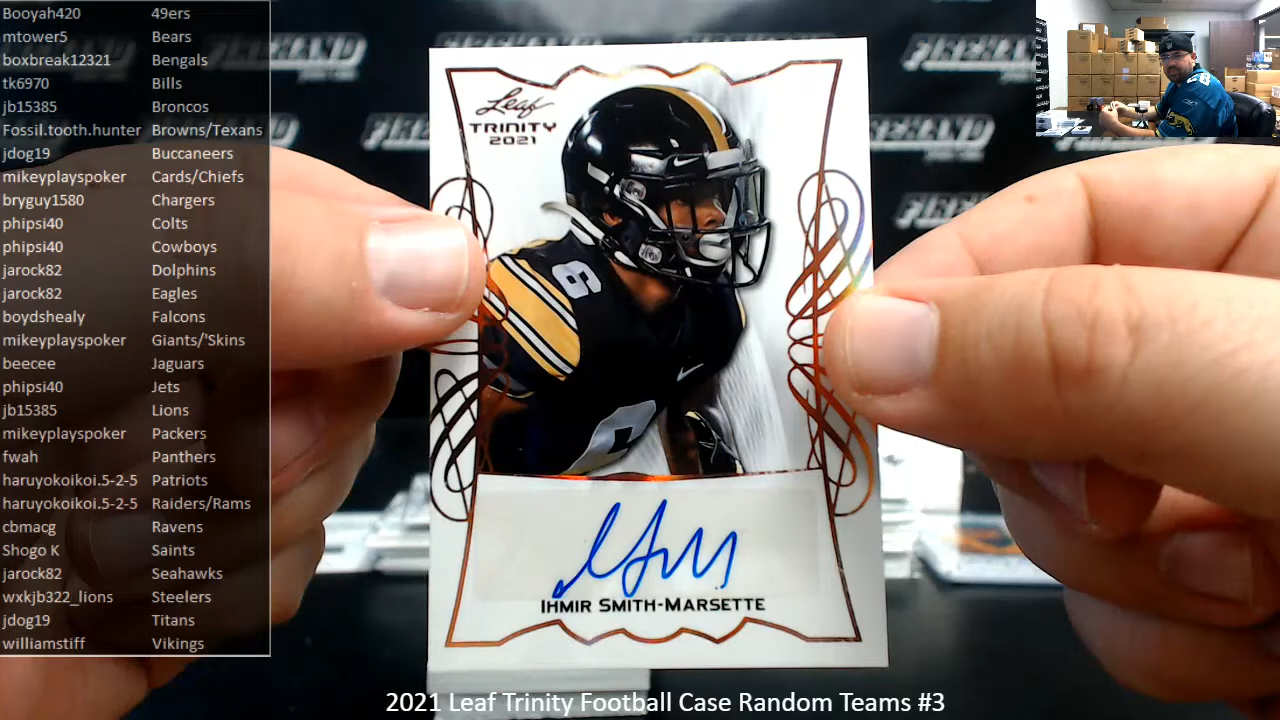 Booyah420 49ers
mtower5 Bears
boxbreak12321 Bengals
tk6970 Bills
jb15385 Broncos
Fossil.tooth.hunter Browns/Texans
jdog19 Buccaneers
mikeyplayspoker Cards/Chiefs
bryguy1580 Chargers
phipsi40 Colts
phipsi40 Cowboys
jarock82 Dolphins
jarock82 Eagles
boydshealy Falcons
mikeyplayspoker Giants/'Skins
beecee Jaguars
phipsi40 Jets
jb15385 Lions
mikeyplayspoker Packers
fwah Panthers
haruyokoikoi.5-2-5 Patriots
haruyokoikoi.5-2-5 Raiders/Rams
cbmacg Ravens
Shogo K Saints
jarock82 Seahawks
wxkjb322_lions Steelers
jdog19 Titans
williamstiff Vikings
Leaf
TRINITY
2021
6
6
IHMIR SMITH-MARSETTE
FIREHAND
2021 Leaf Trinity Football Case Random Teams #3